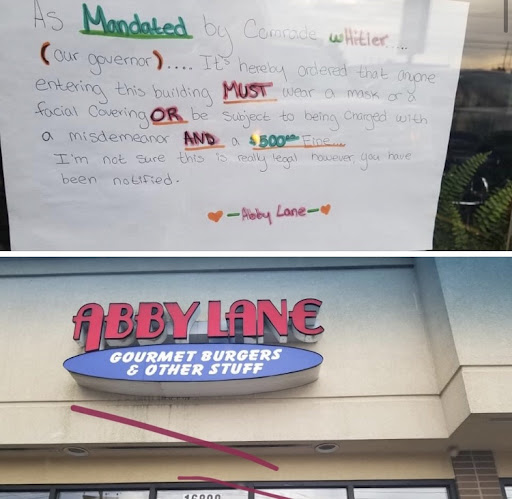 As Mandated by Comrade wHitler....
(our governor).... It's hereby ordered that anyone
entering this building MUST wear a mask or a
facial Covering OR be subject to being charged with
a misdemeanor AND a $500.00 Fine...
I'm not sure this is really legal however you have
been notified.
-Abby Lane-
ABBY LANE
GOURMET BURGERS
& OTHER STUFF